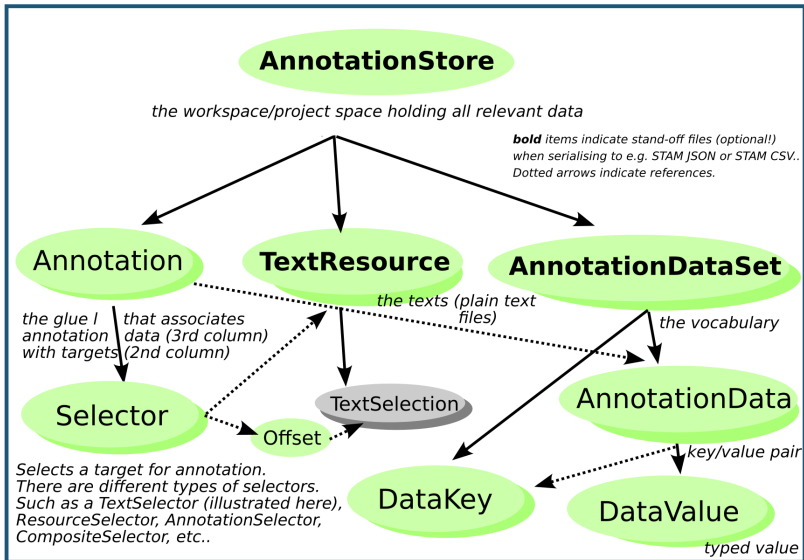 AnnotationStore
the workspace/project space holding all relevant data
bold items indicate stand-off files (optional!)
when serialising to e.g. STAM JSON or STAM CSV..
Dotted arrows indicate references.
Annotation
TextResource
AnnotationDataSet
the texts (plain text
files)
the glue I that associates
annotation data (3rd column)
with targets (2nd column)
the vocabulary
Selector
Offset
TextSelection
AnnotationData
key/value pair
Selects a target for annotation.
There are different types of selectors.
Such as a TextSelector (illustrated here),
ResourceSelector, AnnotationSelector,
CompositeSelector, etc..
DataKey
DataValue
typed value